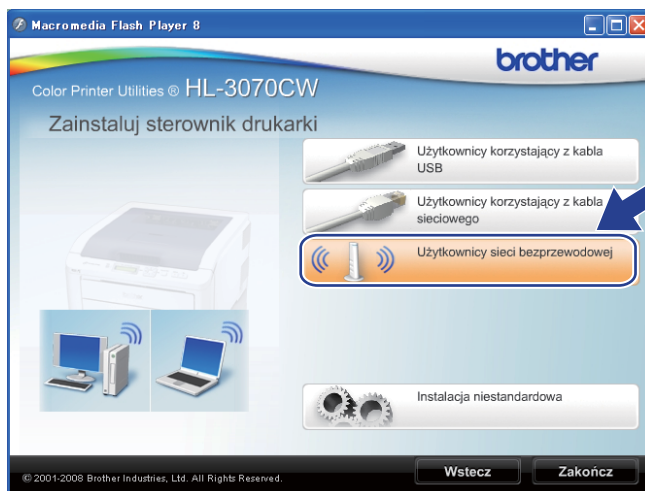 Macromedia Flash Player 8
brother
Color Printer Utilities ® HL-3070CW
Zainstaluj sterownik drukarki
Użytkownicy korzystający z kabla
USB
Użytkownicy korzystający z kabla
sieciowego
Użytkownicy sieci bezprzewodowej
Instalacja niestandardowa
© 2001-2008 Brother Industries, Ltd. All Rights Reserved.
Wstecz
Zakończ